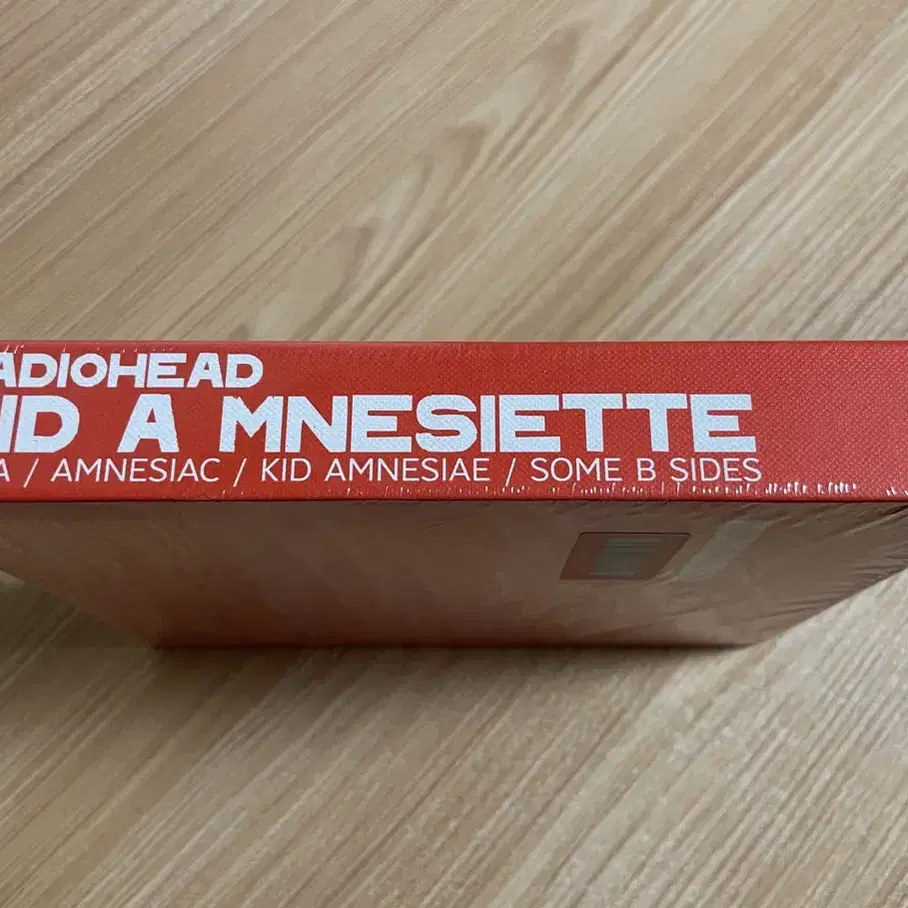 ADIOHEAD
ID A MNESIETTE
A / AMNESIAC / KID AMNESIAE / SOME B SIDES